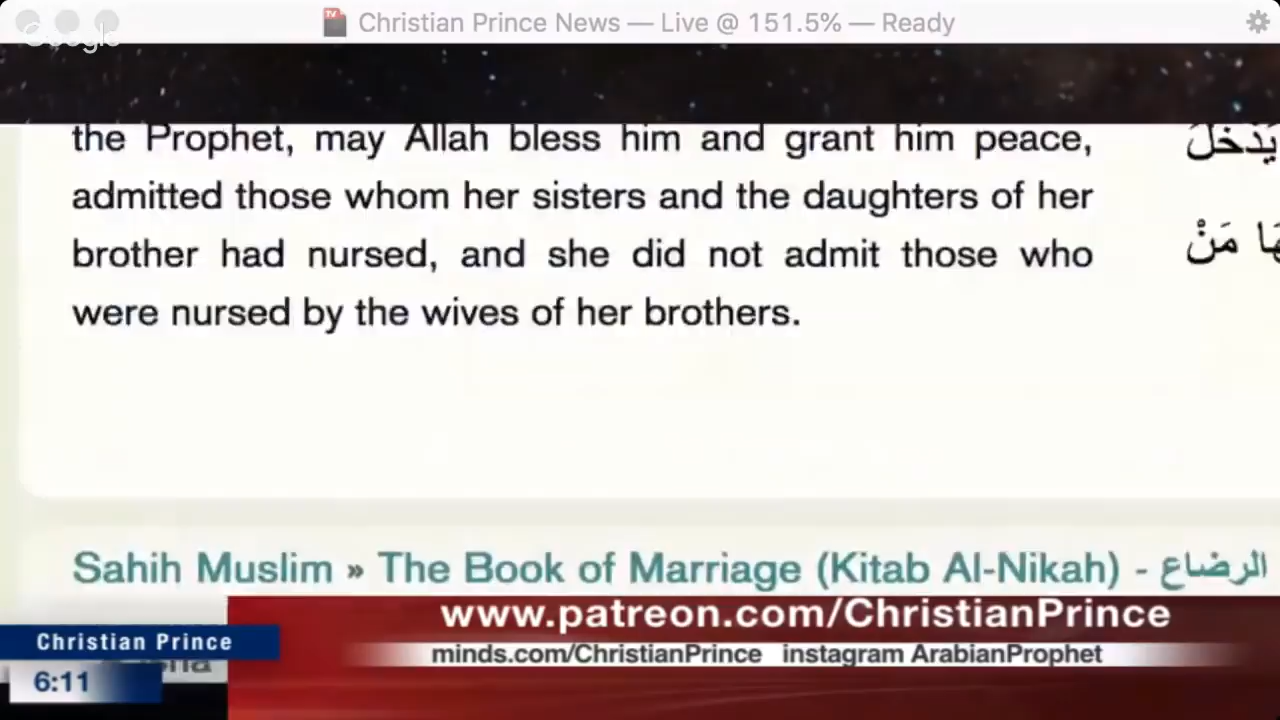 Christian Prince News — Live @ 151.5% — Ready
Google
the Prophet, may Allah bless him and grant him peace,
admitted those whom her sisters and the daughters of her
brother had nursed, and she did not admit those who
were nursed by the wives of her brothers.
يَدْخُلُ
مَنْ
Sahih Muslim » The Book of Marriage (Kitab Al-Nikah) - الرضاع
www.patreon.com/ChristianPrince
Christian Prince
minds.com/ChristianPrince instagram ArabianProphet
6:11